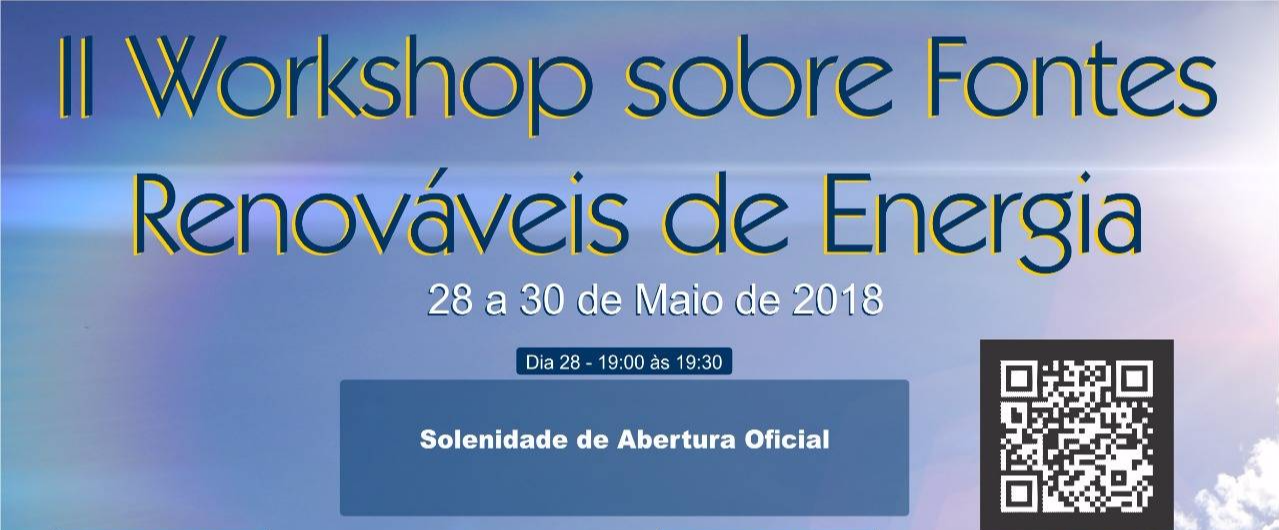 II Workshop sobre Fontes
Renováveis de Energia
28 a 30 de Maio de 2018
Dia 28 - 19:00 às 19:30
Solenidade de Abertura Oficial